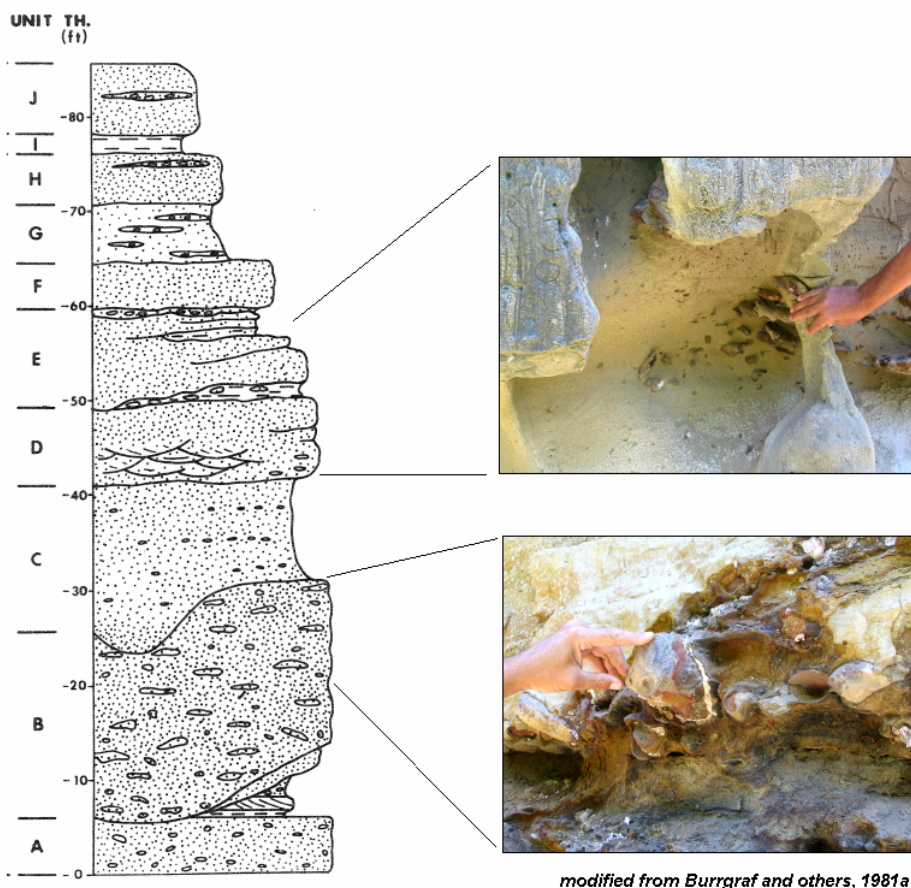 UNIT TH.
(ft)
J
-80
I
H
-70
G
F
-60
E
-50
D
-40
C
-30
-20
B
-10
A
-0
modified from Burrgraf and others, 1981a